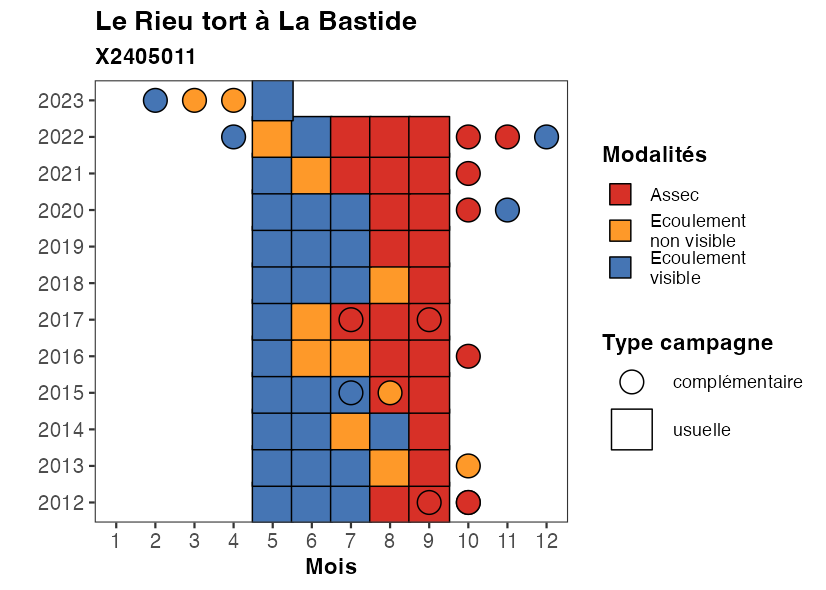 Le Rieu tort à La Bastide
X2405011
2023
2022
2021
2020
2019
2018
2017
2016
2015
2014
2013
2012
1 2 3 4 5 6 7 8 9 10 11 12
Mois
Modalités
Assec
Ecoulement
non visible
Ecoulement
visible
Type campagne
complémentaire
usuelle